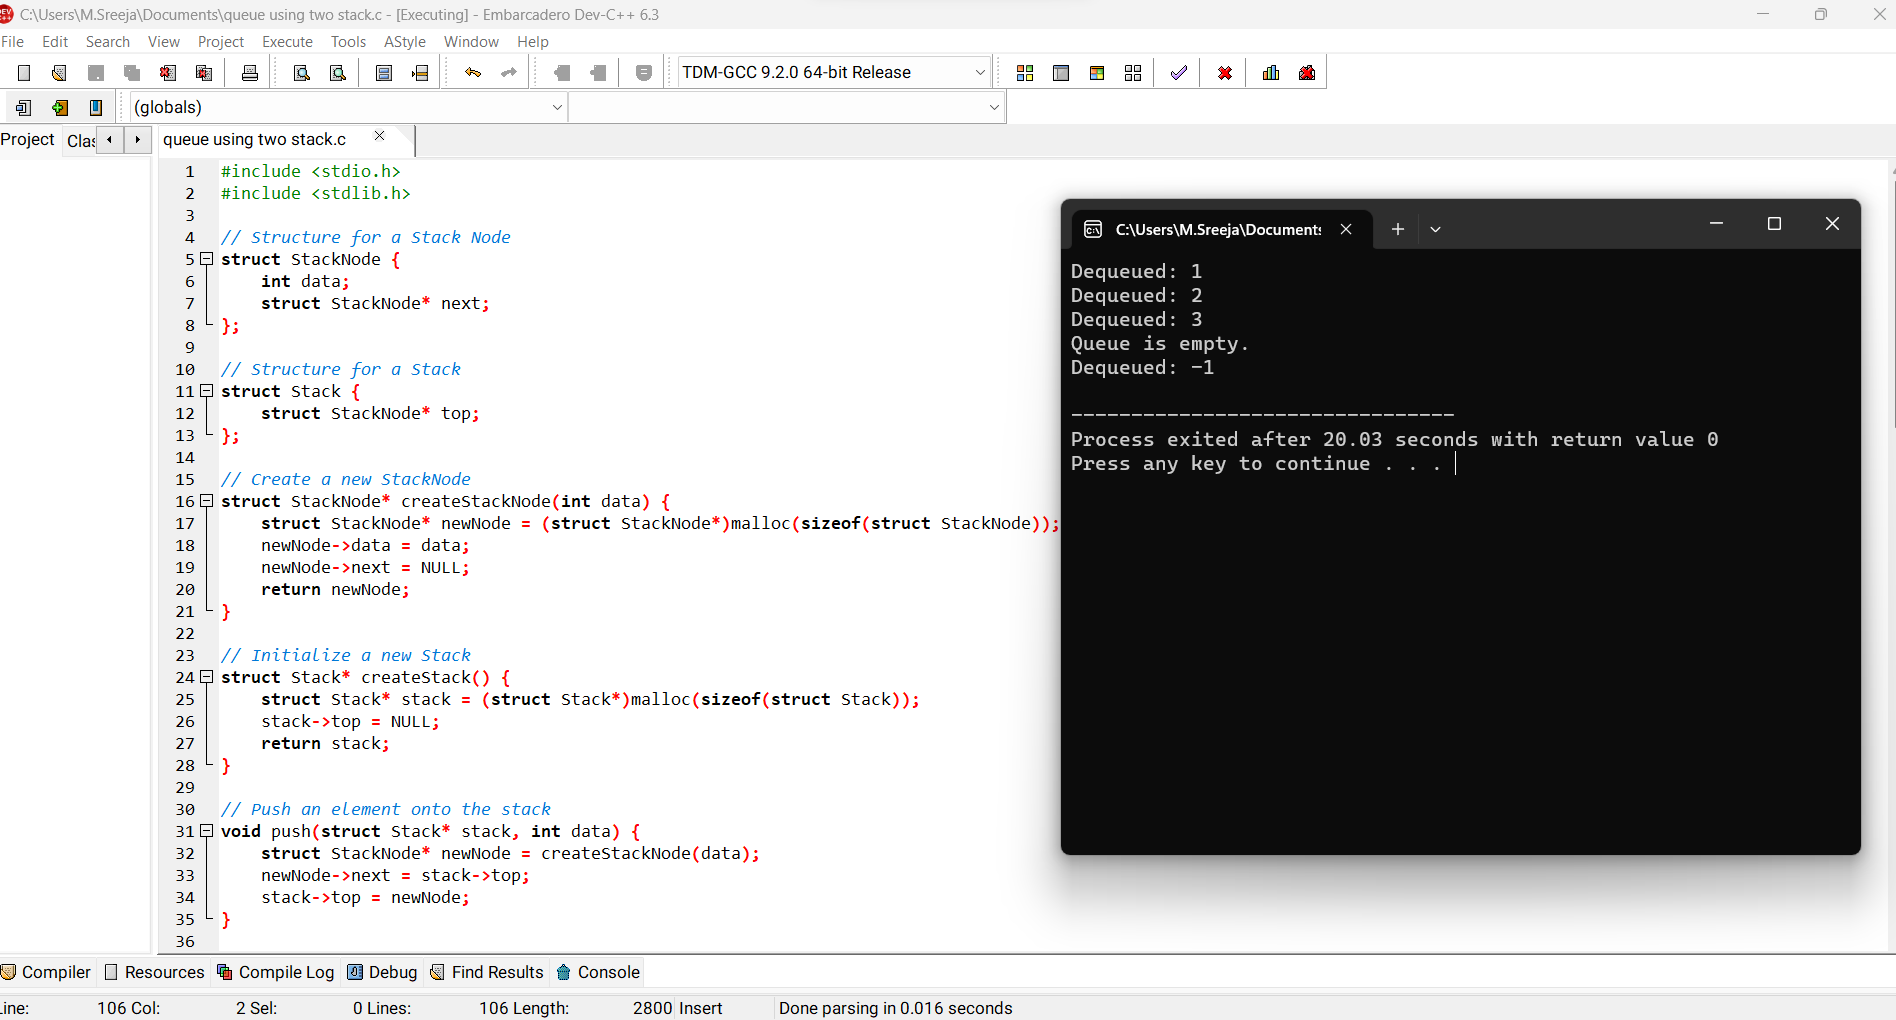 C:\Users\M.Sreeja\Documents\queue using two stack.c - [Executing] - Embarcadero Dev-C++ 6.3
File Edit Search View Project Execute Tools AStyle Window Help
TDM-GCC 9.2.0 64-bit Release
(globals)
Project Clas queue using two stack.c
1 #include <stdio.h>
2 #include <stdlib.h>
3
4 // Structure for a Stack Node
5 struct StackNode {
6     int data;
7     struct StackNode* next;
8 };
9
10 // Structure for a Stack
11 struct Stack {
12     struct StackNode* top;
13 };
14
15 // Create a new StackNode
16 struct StackNode* createStackNode(int data) {
17     struct StackNode* newNode = (struct StackNode*)malloc(sizeof(struct StackNode));
18     newNode->data = data;
19     newNode->next = NULL;
20     return newNode;
21 }
22
23 // Initialize a new Stack
24 struct Stack* createStack() {
25     struct Stack* stack = (struct Stack*)malloc(sizeof(struct Stack));
26     stack->top = NULL;
27     return stack;
28 }
29
30 // Push an element onto the stack
31 void push(struct Stack* stack, int data) {
32     struct StackNode* newNode = createStackNode(data);
33     newNode->next = stack->top;
34     stack->top = newNode;
35 }
36
C:\Users\M.Sreeja\Documents
Dequeued: 1
Dequeued: 2
Dequeued: 3
Queue is empty.
Dequeued: -1
--------------------------------
Process exited after 20.03 seconds with return value 0
Press any key to continue . . .
Compiler Resources Compile Log Debug Find Results Console
Line: 106 Col: 2 Sel: 0 Lines: 106 Length: 2800 Insert Done parsing in 0.016 seconds